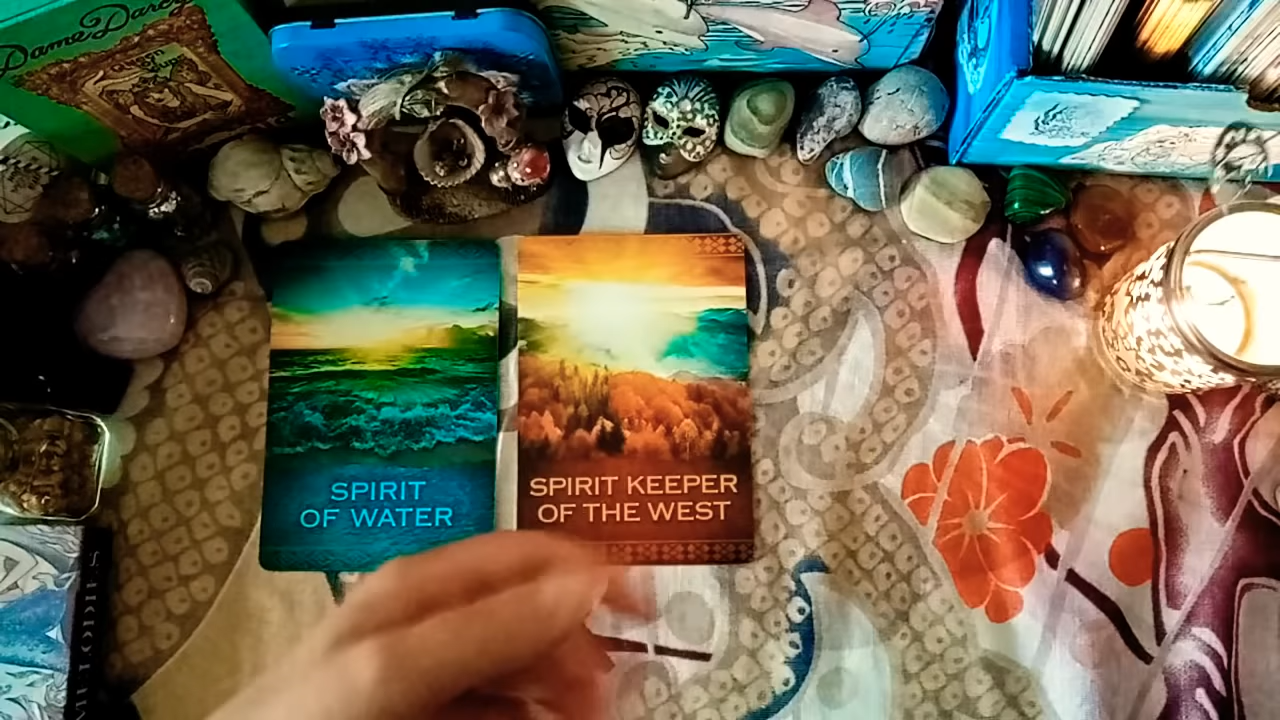 Dame Darcy
SPIRIT
OF WATER
SPIRIT KEEPER
OF THE WEST